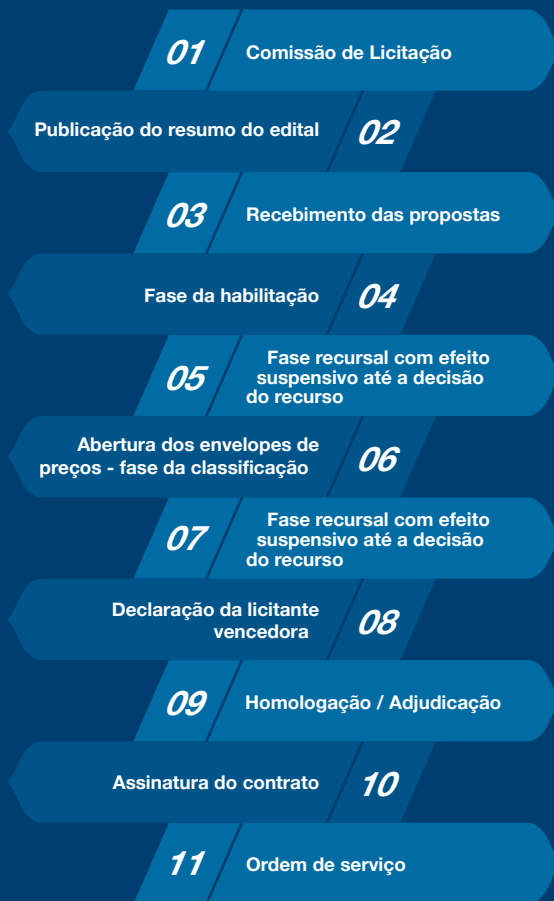 01 Comissão de Licitação
Publicação do resumo do edital 02
03 Recebimento das propostas
Fase da habilitação 04
05 Fase recursal com efeito
suspensivo até a decisão
do recurso
Abertura dos envelopes de
preços - fase da classificação 06
07 Fase recursal com efeito
suspensivo até a decisão
do recurso
Declaração da licitante
vencedora 08
09 Homologação / Adjudicação
Assinatura do contrato 10
11 Ordem de serviço